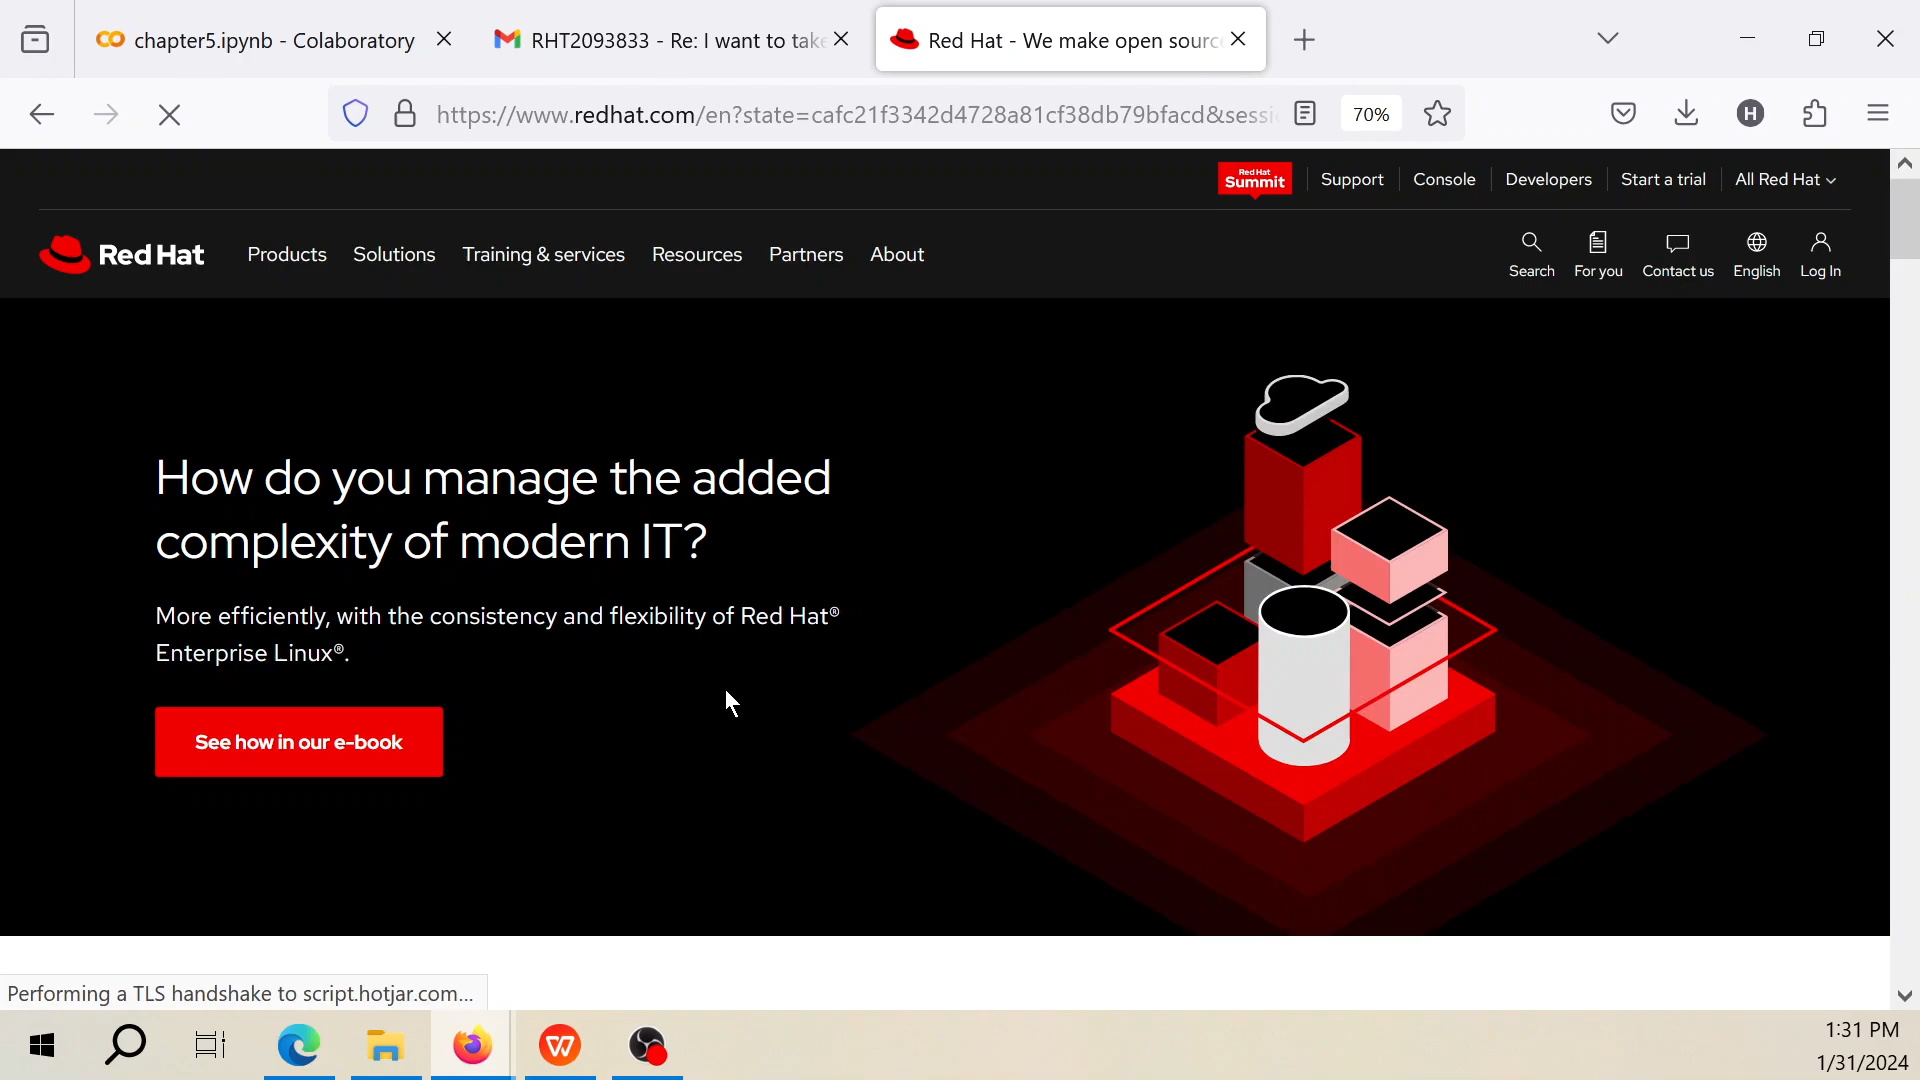 chapter5.ipynb - Colaboratory
RHT2093833 - Re: I want to take
Red Hat - We make open sourc
https://www.redhat.com/en?state=cafc21f3342d4728a81cf38db79bfacd&sessi
70%
H
Red Hat
Summit
Support
Console
Developers
Start a trial
All Red Hat
Red Hat
Products
Solutions
Training & services
Resources
Partners
About
Search
For you
Contact us
English
Log In
How do you manage the added
complexity of modern IT?
More efficiently, with the consistency and flexibility of Red Hat®
Enterprise Linux®.
See how in our e-book
Performing a TLS handshake to script.hotjar.com...
1:31 PM
1/31/2024